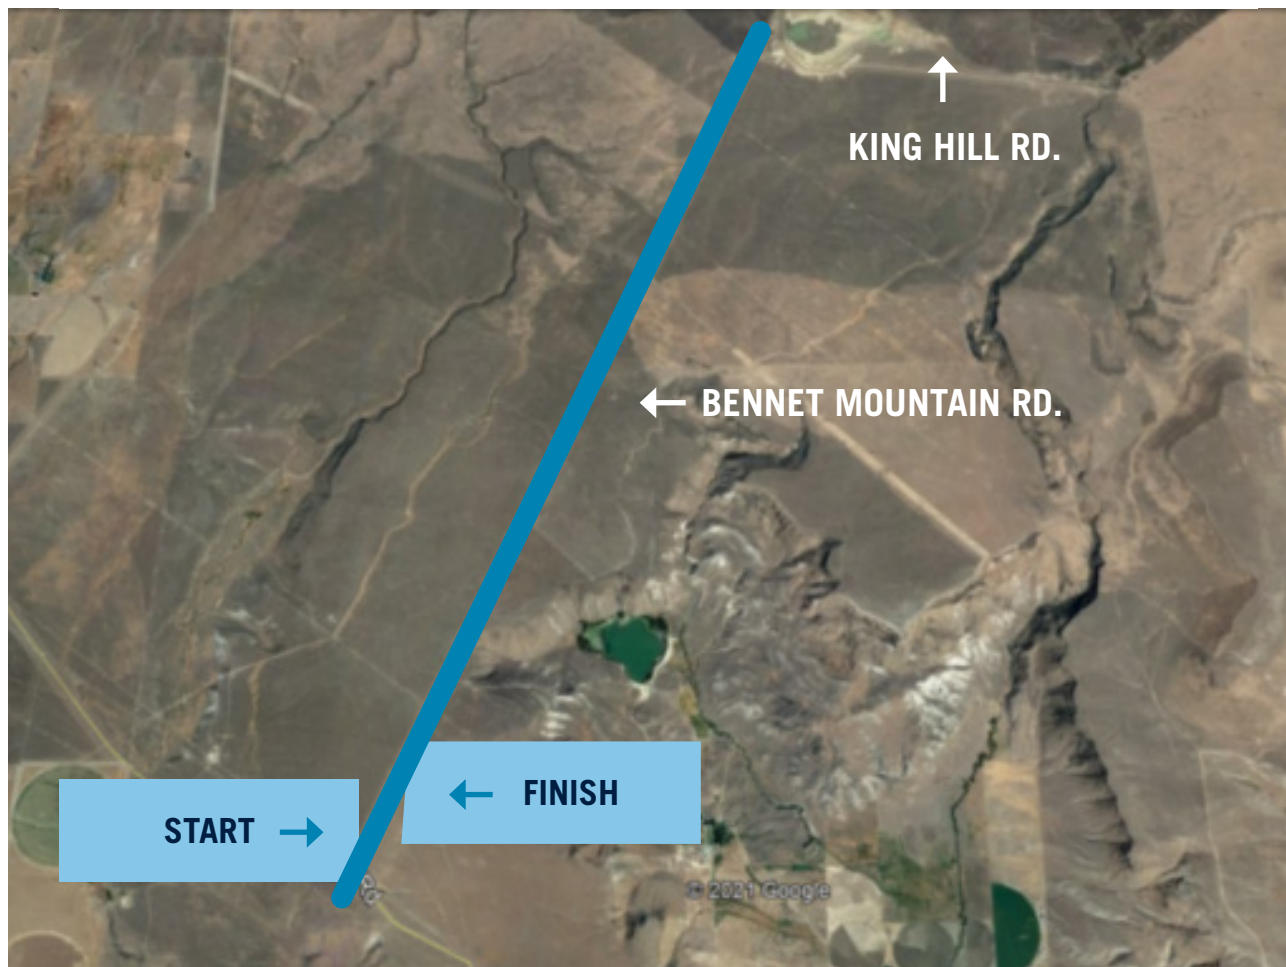 KING HILL RD.
BENNET MOUNTAIN RD.
FINISH
START
© 2021 Google